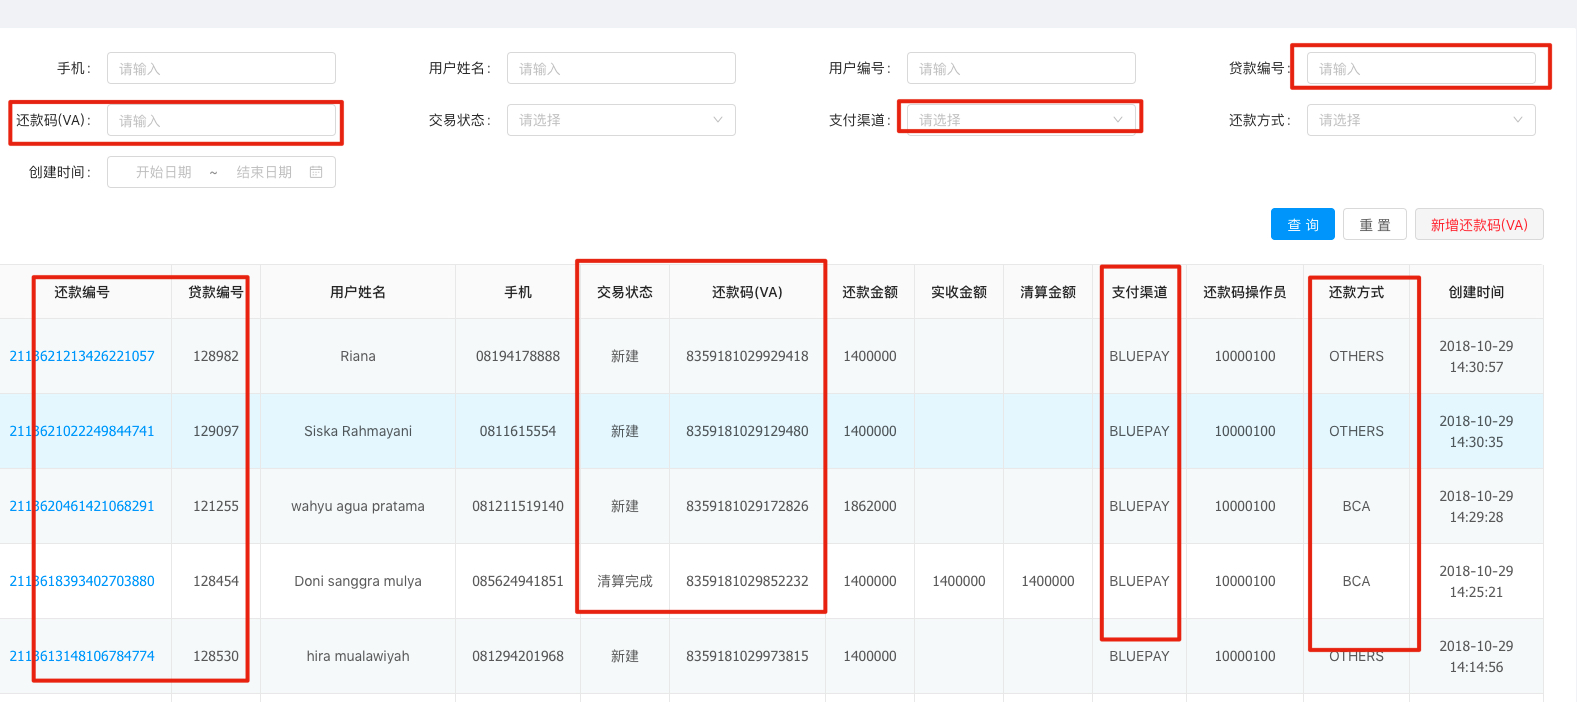 手机： 请输入 用户姓名： 请输入 用户编号： 请输入 贷款编号： 请输入
还款码(VA)： 请输入 交易状态： 请选择 支付渠道： 请选择 还款方式： 请选择
创建时间： 开始日期 ~ 结束日期
查 询 重 置 新增还款码(VA)
还款编号 贷款编号 用户姓名 手机 交易状态 还款码(VA) 还款金额 实收金额 清算金额 支付渠道 还款码操作员 还款方式 创建时间
2113621213426221057 128982 Riana 08194178888 新建 8359181029929418 1400000 BLUEPAY 10000100 OTHERS 2018-10-29
14:30:57
2113621022249844741 129097 Siska Rahmayani 0811615554 新建 8359181029129480 1400000 BLUEPAY 10000100 OTHERS 2018-10-29
14:30:35
2113620461421068291 121255 wahyu agua pratama 081211519140 新建 8359181029172826 1862000 BLUEPAY 10000100 BCA 2018-10-29
14:29:28
2113618393402703880 128454 Doni sanggra mulya 085624941851 清算完成 8359181029852232 1400000 1400000 1400000 BLUEPAY 10000100 BCA 2018-10-29
14:25:21
2113613148106784774 128530 hira mualawiyah 081294201968 新建 8359181029973815 1400000 BLUEPAY 10000100 OTHERS 2018-10-29
14:14:56